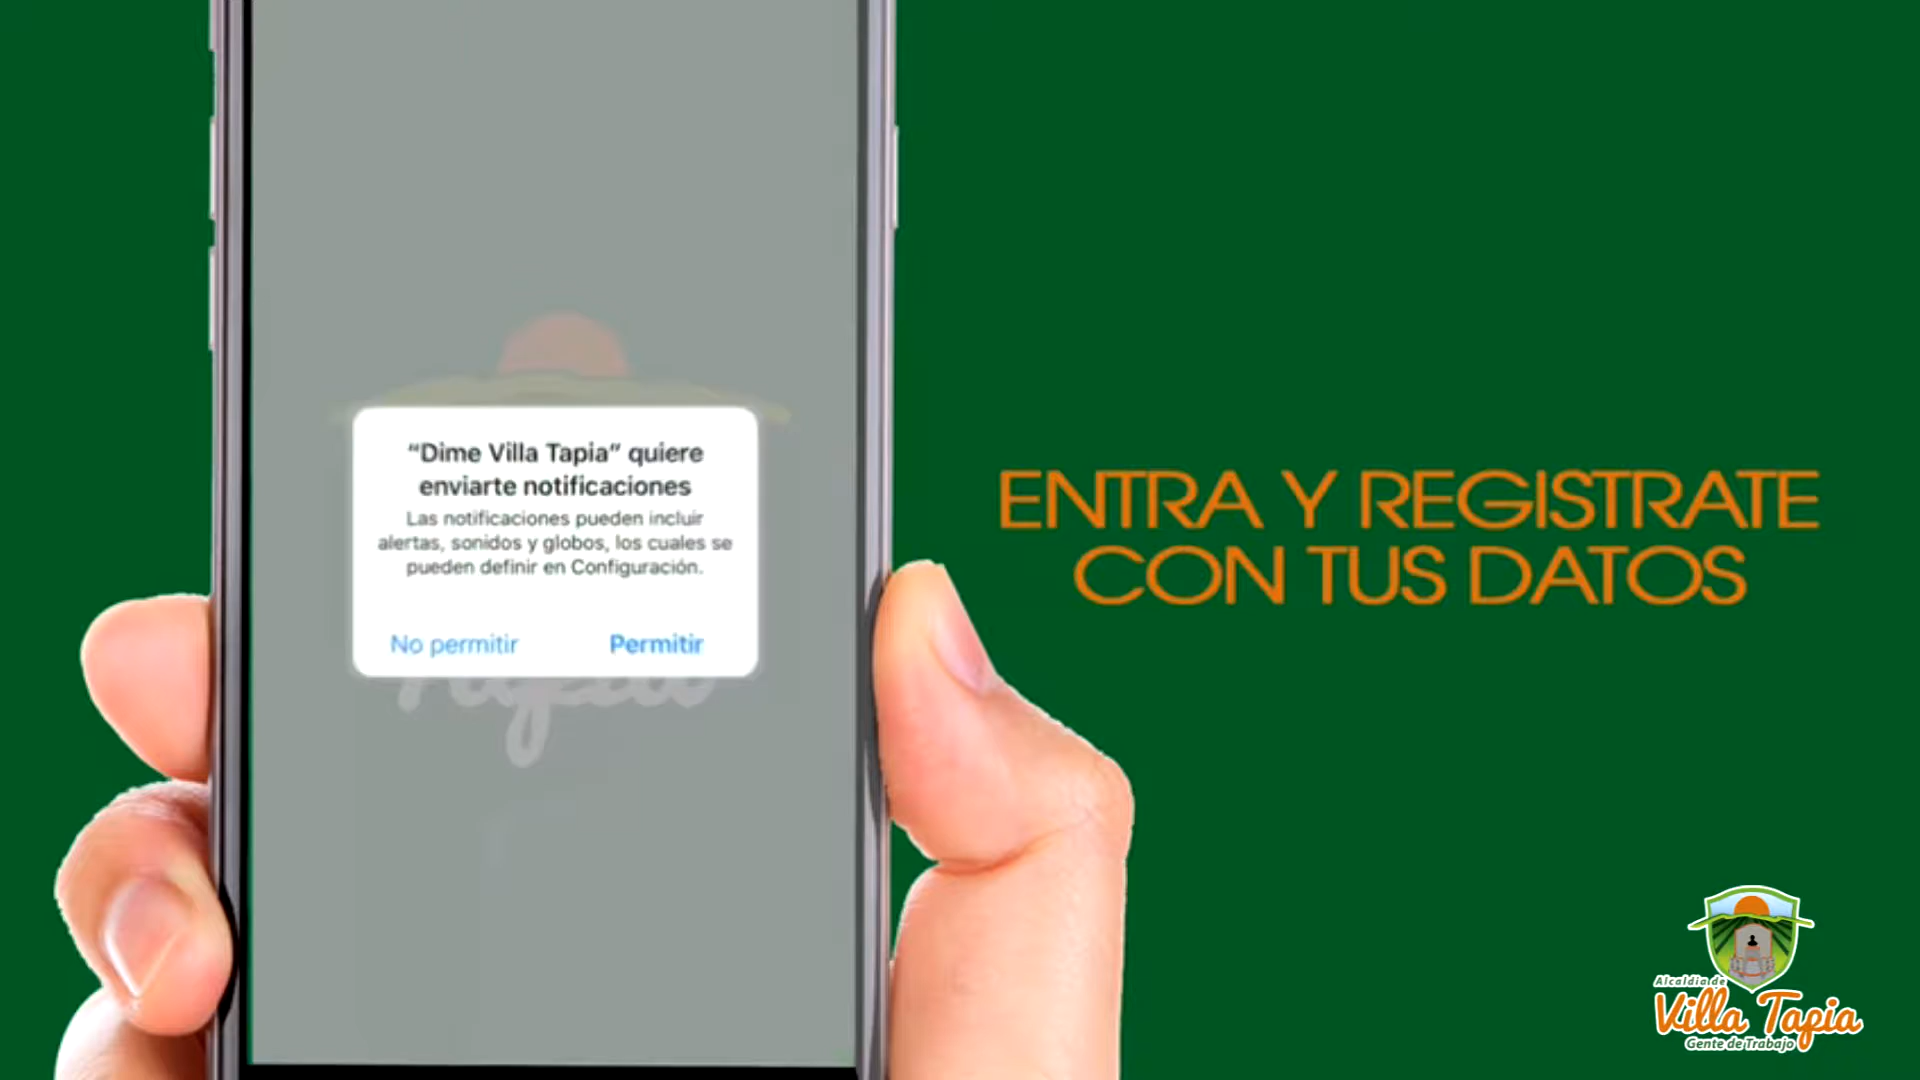 “Dime Villa Tapia” quiere
enviarte notificaciones
Las notificaciones pueden incluir
alertas, sonidos y globos, los cuales se
pueden definir en Configuración.
No permitir
Permitir
ENTRA Y REGISTRATE
CON TUS DATOS
Alcaldía de
Villa Tapia
Gente de Trabajo